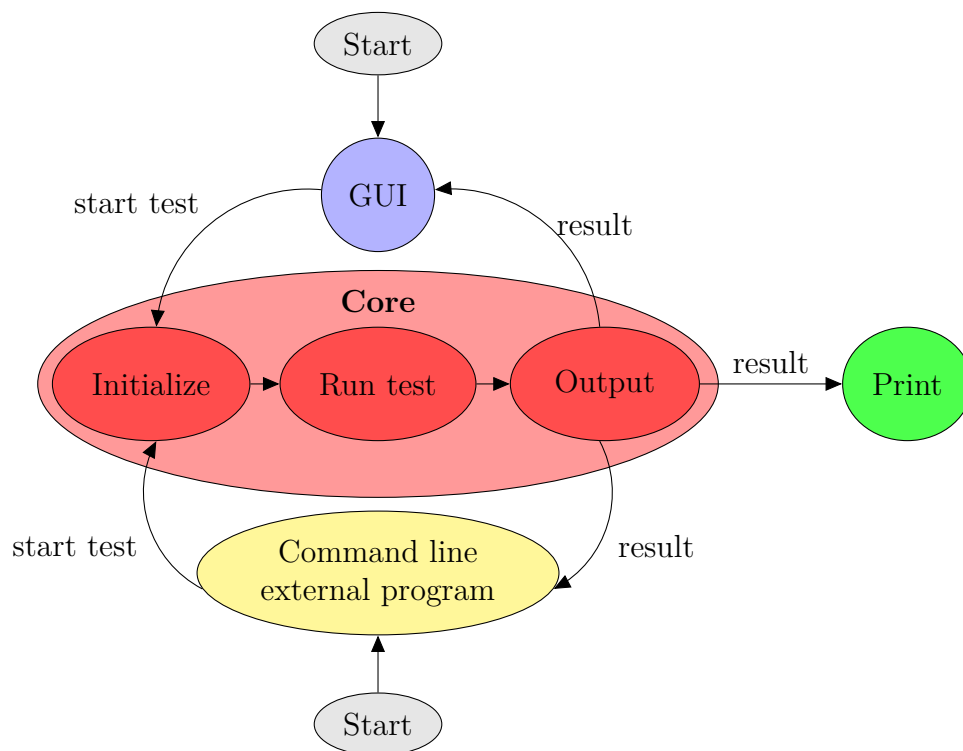 Start
GUI
start test
result
Core
Initialize
Run test
Output
result
Print
start test
Command line
external program
result
Start